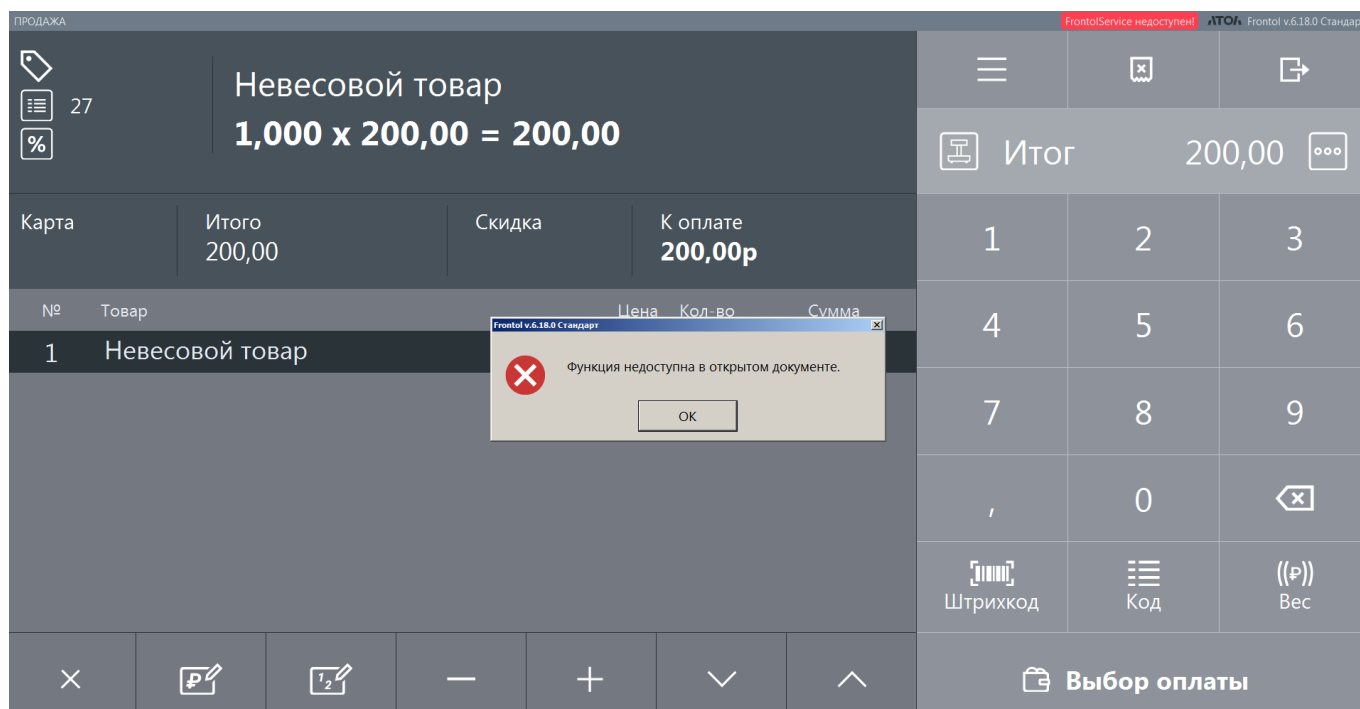 ПРОДАЖА
FrontolService недоступен!
АТОЛ Frontol v.6.18.0 Стандар
27
%
Невесовой товар
1,000 x 200,00 = 200,00
Итог 200,00
Карта
Итого
200,00
Скидка
К оплате
200,00р
№ Товар Цена Кол-во Сумма
1 Невесовой товар
Frontol v.6.18.0 Стандарт
Функция недоступна в открытом документе.
ОК
1 2 3
4 5 6
7 8 9
, 0
Штрихкод
Код
((₽))
Вес
₽
1 2
Выбор оплаты